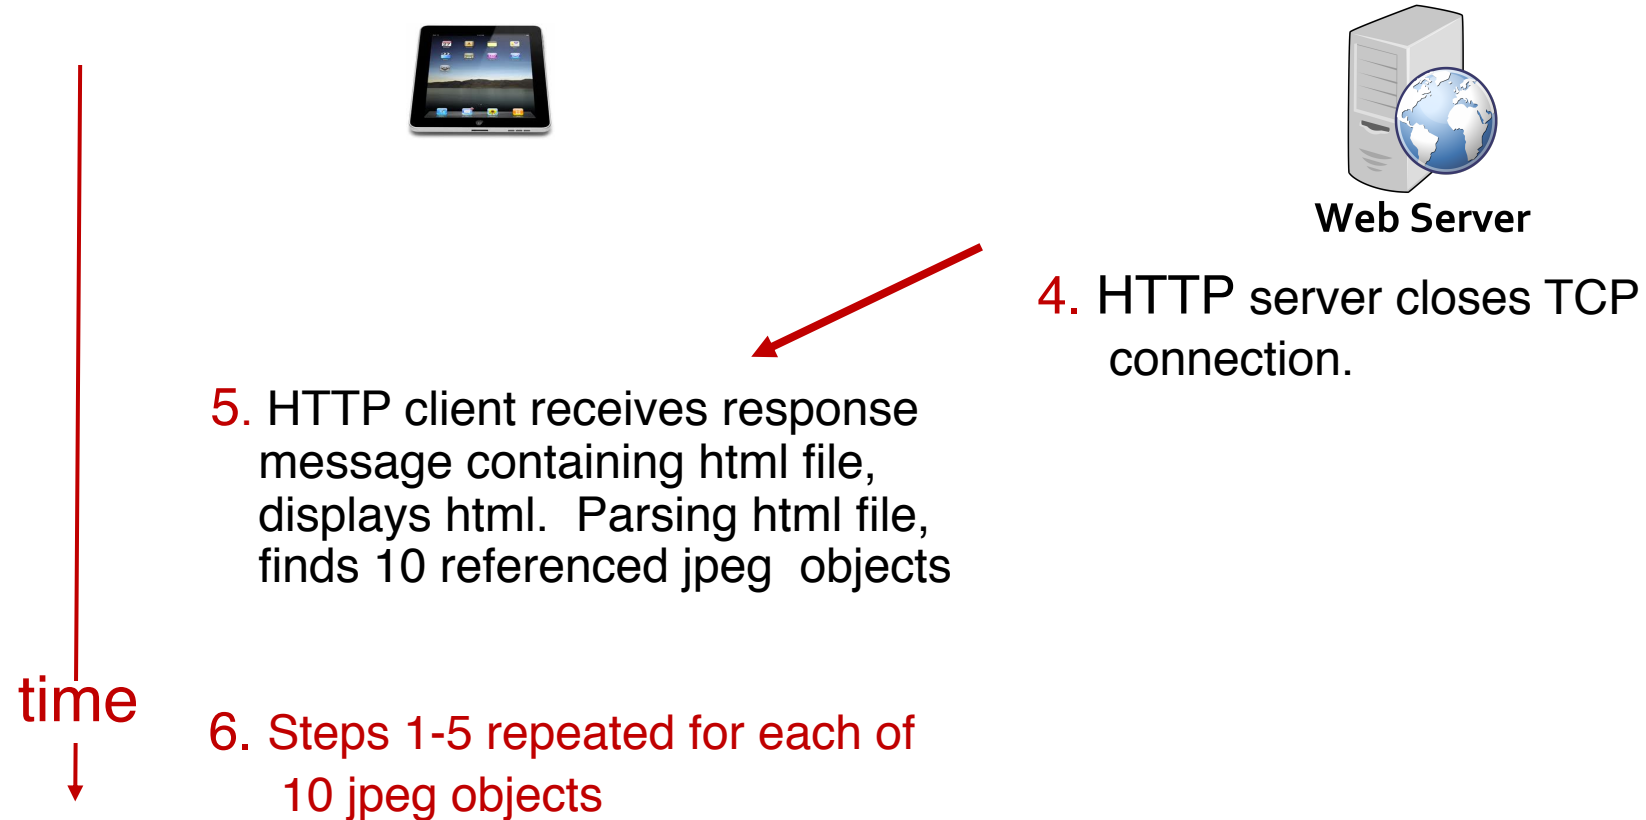 Web Server
4. HTTP server closes TCP
connection.
5. HTTP client receives response
message containing html file,
displays html.  Parsing html file,
finds 10 referenced jpeg  objects
time
6. Steps 1-5 repeated for each of
10 jpeg objects